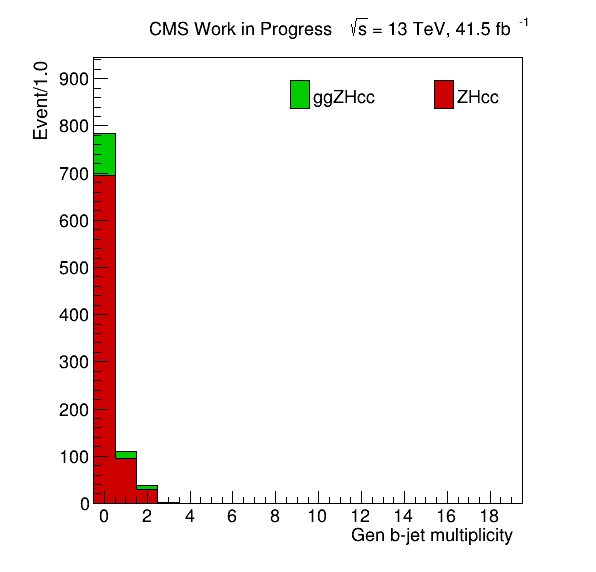 CMS Work in Progress √s = 13 TeV, 41.5 fb -1
Event/1.0
900
800
700
600
500
400
300
200
100
0
ggZHcc ZHcc
0 2 4 6 8 10 12 14 16 18
Gen b-jet multiplicity